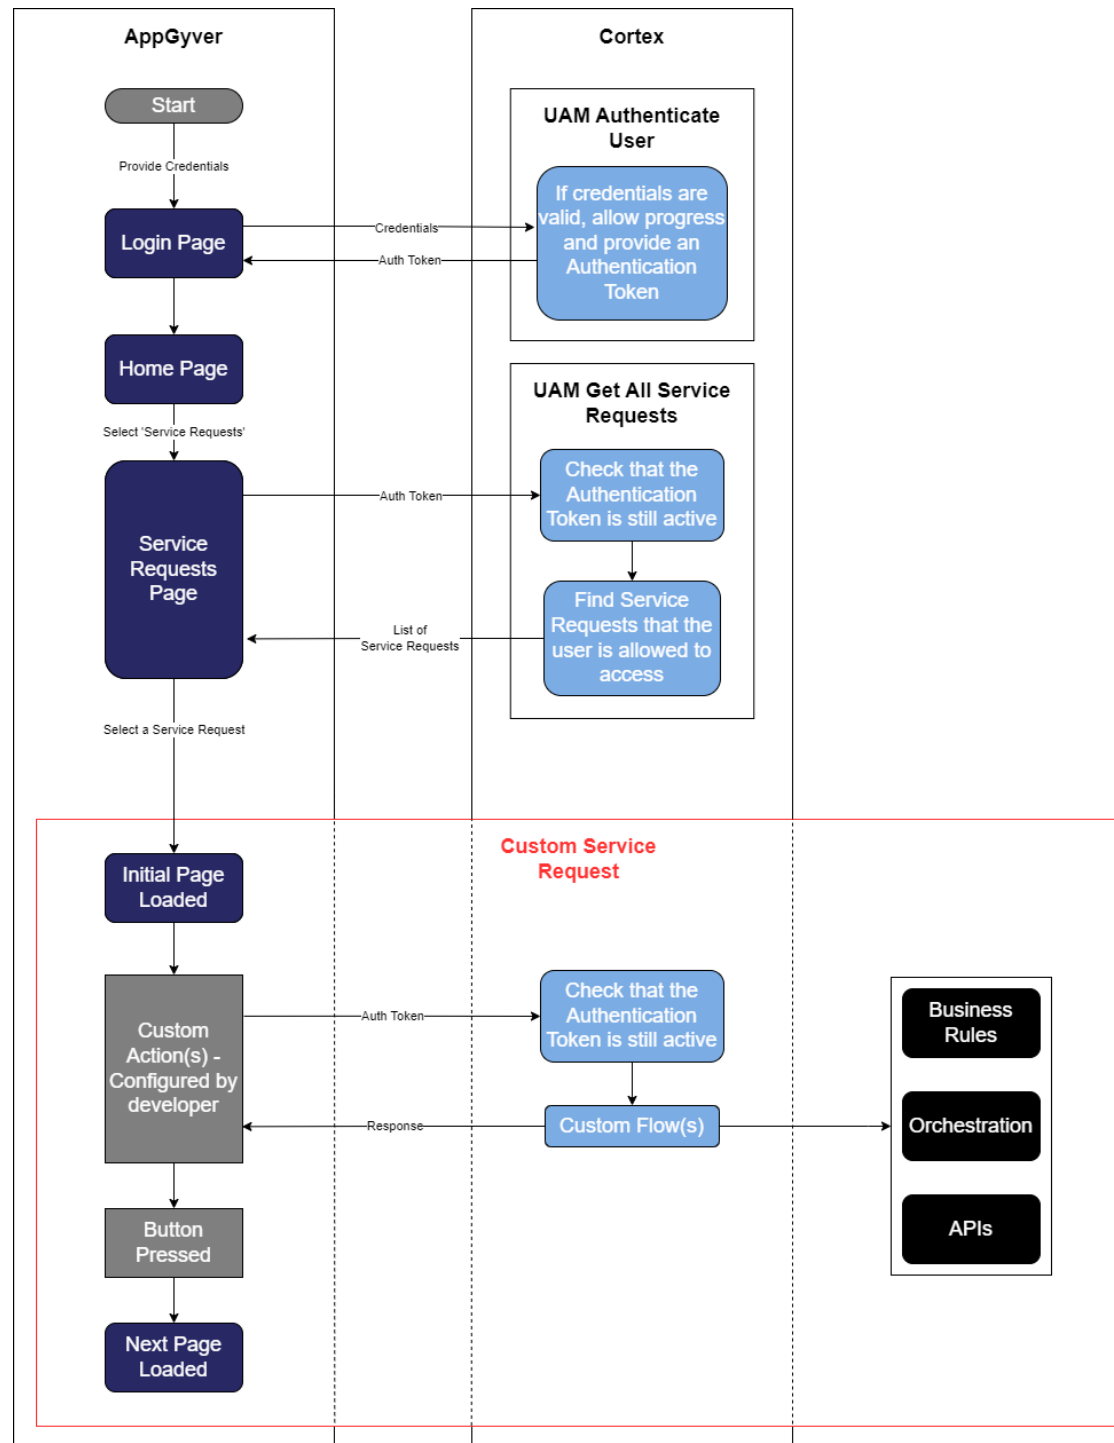 AppGyver
Cortex
Start
UAM Authenticate
User
Provide Credentials
If credentials are
valid, allow progress
and provide an
Authentication
Token
Login Page
Credentials
Auth Token
Home Page
UAM Get All Service
Requests
Select 'Service Requests'
Check that the
Authentication
Token is still active
Auth Token
Service
Requests
Page
Find Service
Requests that the
user is allowed to
access
List of
Service Requests
Select a Service Request
Custom Service
Request
Initial Page
Loaded
Custom
Action(s) -
Configured by
developer
Auth Token
Check that the
Authentication
Token is still active
Business
Rules
Response
Custom Flow(s)
Orchestration
Button
Pressed
APIs
Next Page
Loaded